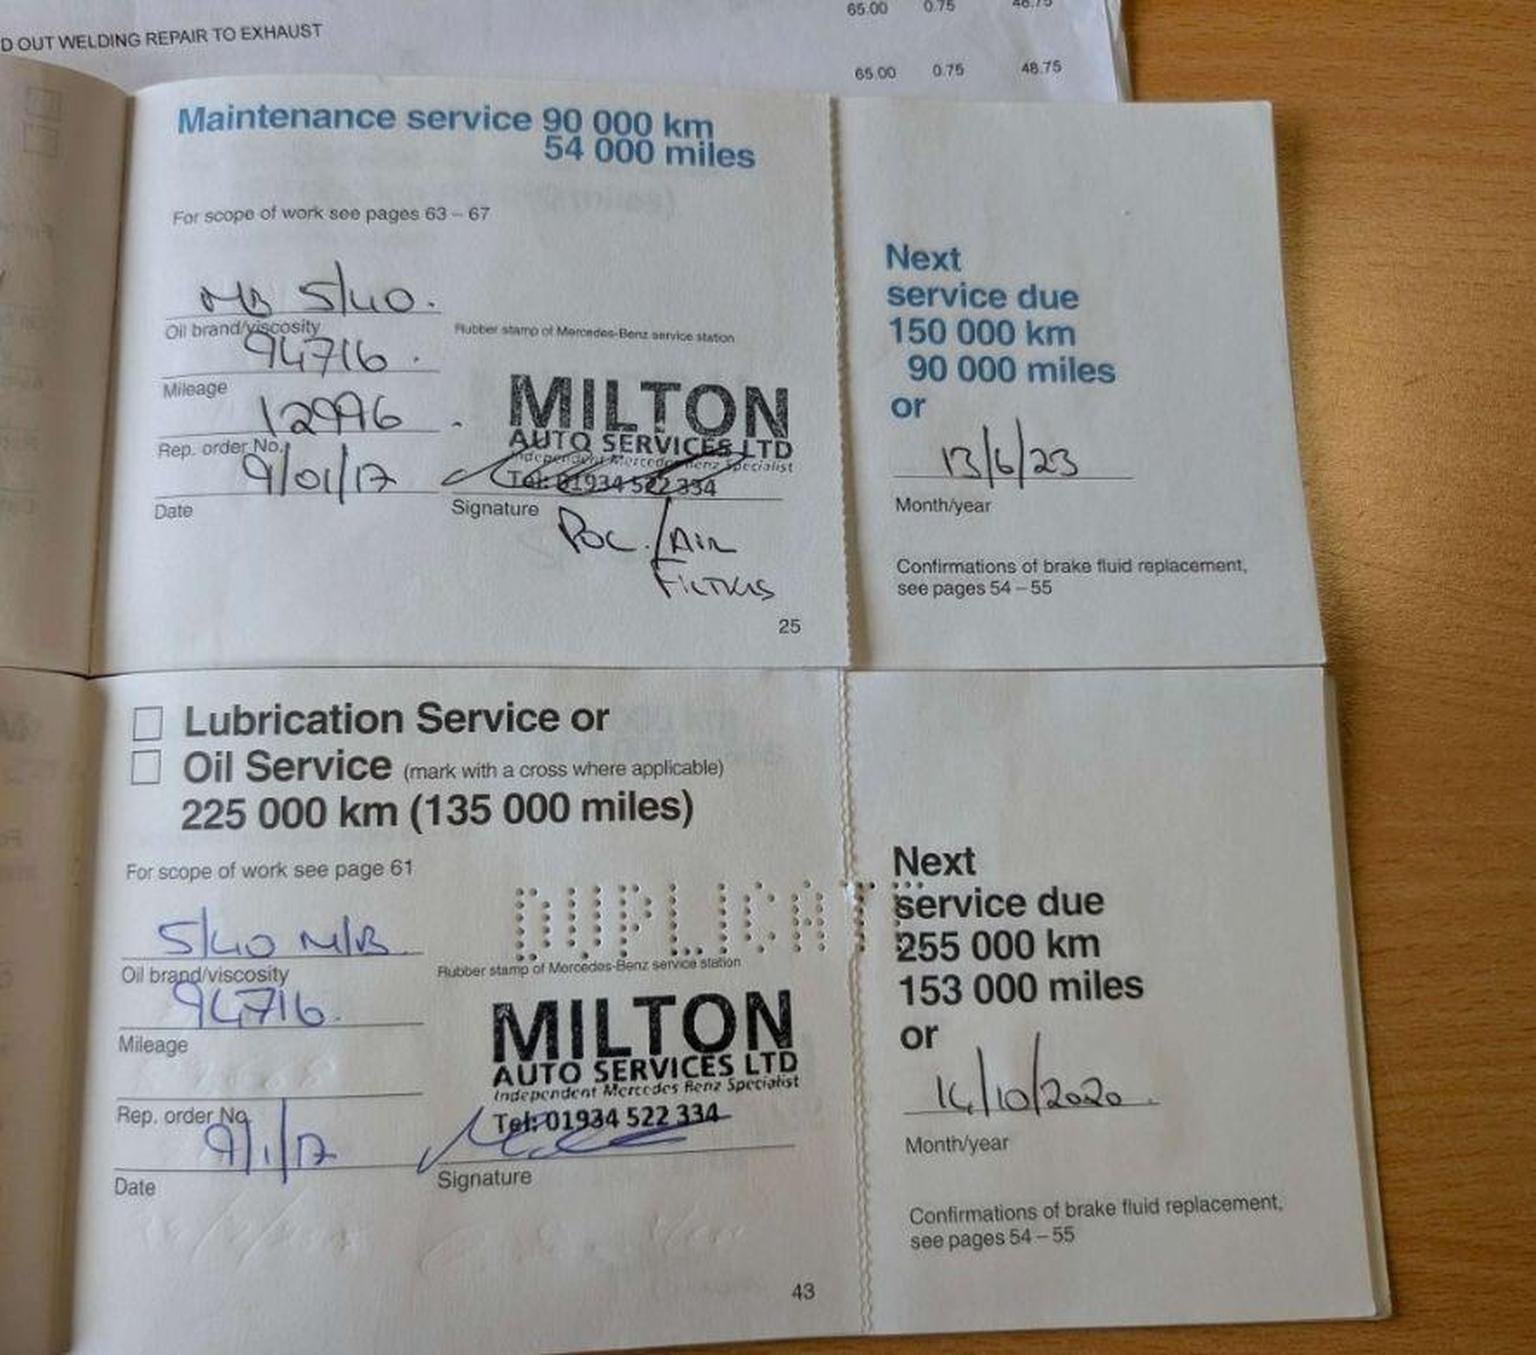 65.00 0.75 48.75
D OUT WELDING REPAIR TO EXHAUST
65.00 0.75 48.75
Maintenance service 90 000 km
54 000 miles
For scope of work see pages 63 – 67
MB 5/40.
Oil brand/viscosity
Rubber stamp of Mercedes-Benz service station
94716.
Mileage
12996
Rep. order No.
9/01/17
Date
MILTON
AUTO SERVICES LTD
Independent Mercedes Benz Specialist
Tel: 01934 522 334
Signature
POC./AIR
FILTERS
25
Next
service due
150 000 km
90 000 miles
or
13/6/23
Month/year
Confirmations of brake fluid replacement,
see pages 54 – 55
Lubrication Service or
Oil Service (mark with a cross where applicable)
225 000 km (135 000 miles)
For scope of work see page 61
DUPLICATE
5/40 M/B
Oil brand/viscosity
Rubber stamp of Mercedes-Benz service station
94716.
Mileage
Rep. order No.
9/1/17
Date
MILTON
AUTO SERVICES LTD
Independent Mercedes Benz Specialist
Tel: 01934 522 334
Signature
43
Next
service due
255 000 km
153 000 miles
or
14/10/2020.
Month/year
Confirmations of brake fluid replacement,
see pages 54 – 55